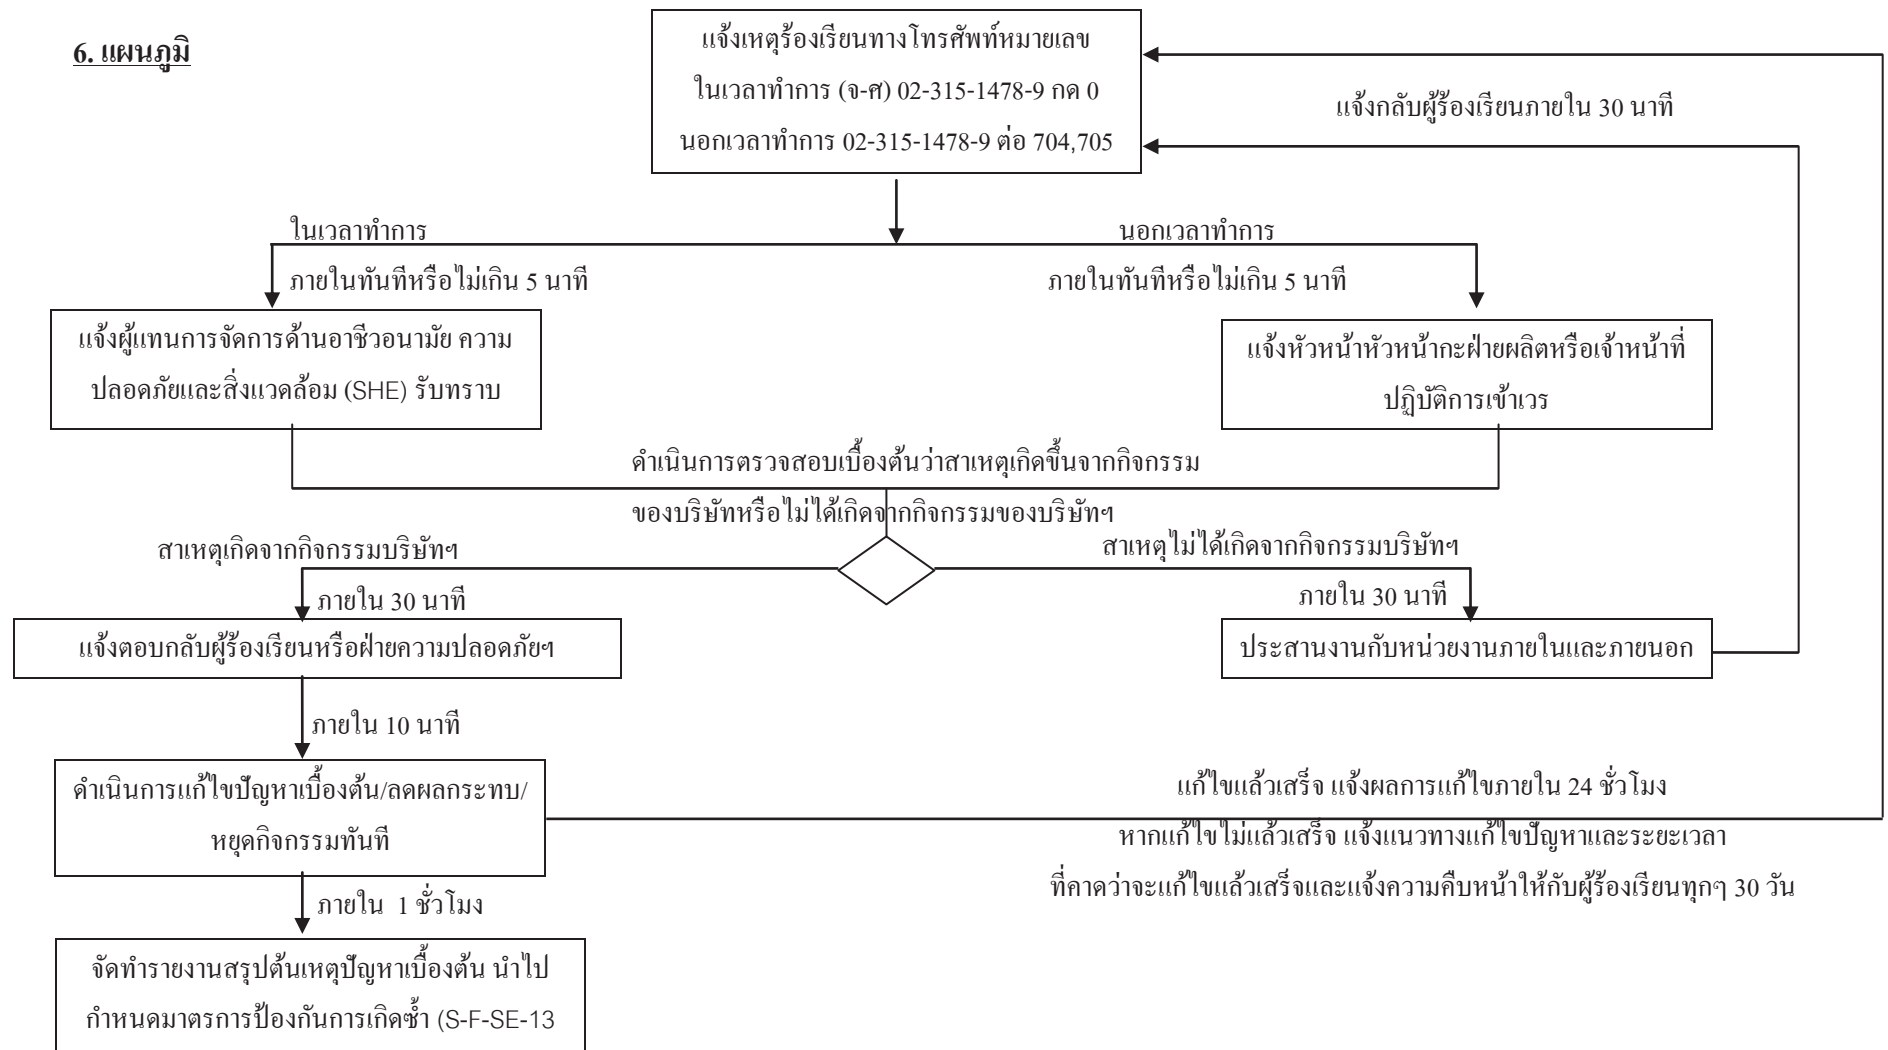 6. แผนภูมิ
แจ้งเหตุร้องเรียนทางโทรศัพท์หมายเลข
ในเวลาทำการ (จ-ศ) 02-315-1478-9 กด 0
นอกเวลาทำการ 02-315-1478-9 ต่อ 704,705
แจ้งกลับผู้ร้องเรียนภายใน 30 นาที
ในเวลาทำการ
ภายในทันทีหรือไม่เกิน 5 นาที
นอกเวลาทำการ
ภายในทันทีหรือไม่เกิน 5 นาที
แจ้งผู้แทนการจัดการด้านอาชีวอนามัย ความ
ปลอดภัยและสิ่งแวดล้อม (SHE) รับทราบ
แจ้งหัวหน้าหัวหน้ากะฝ่ายผลิตหรือเจ้าหน้าที่
ปฏิบัติการเข้าเวร
ดำเนินการตรวจสอบเบื้องต้นว่าสาเหตุเกิดขึ้นจากกิจกรรม
ของบริษัทหรือไม่ได้เกิดจากกิจกรรมของบริษัทฯ
สาเหตุเกิดจากกิจกรรมบริษัทฯ
ภายใน 30 นาที
สาเหตุไม่ได้เกิดจากกิจกรรมบริษัทฯ
ภายใน 30 นาที
แจ้งตอบกลับผู้ร้องเรียนหรือฝ่ายความปลอดภัยฯ
ประสานงานกับหน่วยงานภายในและภายนอก
ภายใน 10 นาที
ดำเนินการแก้ไขปัญหาเบื้องต้น/ลดผลกระทบ/
หยุดกิจกรรมทันที
แก้ไขแล้วเสร็จ แจ้งผลการแก้ไขภายใน 24 ชั่วโมง
หากแก้ไขไม่แล้วเสร็จ แจ้งแนวทางแก้ไขปัญหาและระยะเวลา
ที่คาดว่าจะแก้ไขแล้วเสร็จและแจ้งความคืบหน้าให้กับผู้ร้องเรียนทุกๆ 30 วัน
ภายใน 1 ชั่วโมง
จัดทำรายงานสรุปต้นเหตุปัญหาเบื้องต้น นำไป
กำหนดมาตรการป้องกันการเกิดซ้ำ (S-F-SE-13